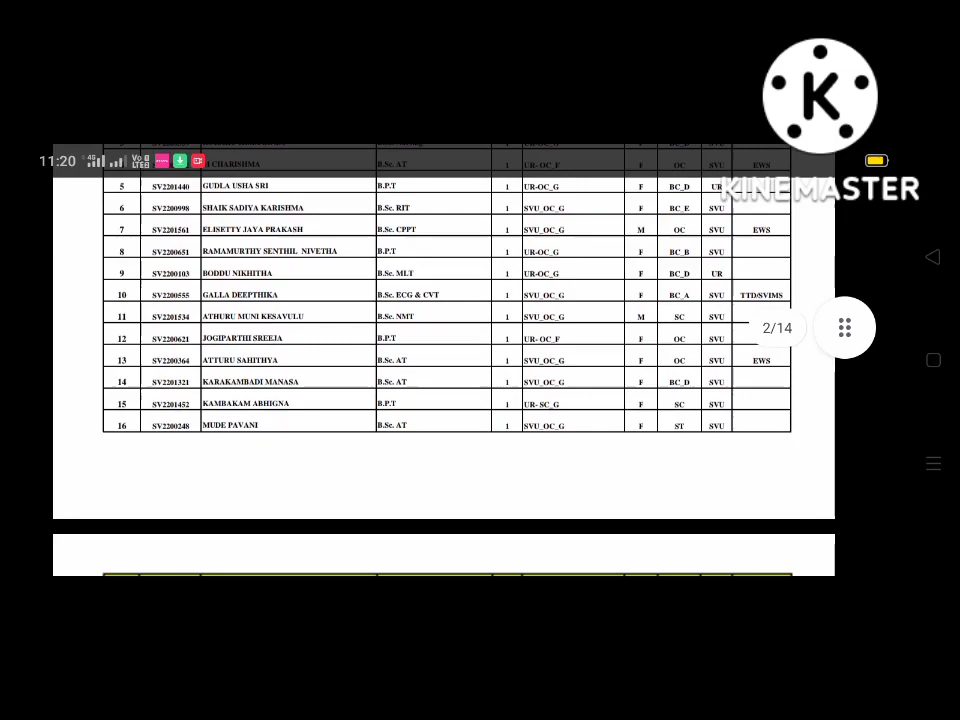 11:20 4G Vo LTE2
CHARISMA B.Sc. AT 1 UR- OC_F F OC SVU EWS
5 SV2201440 GUDLA USHA SRI B.P.T 1 UR-OC_G F BC_D UR
6 SV2200998 SHAIK SADIYA KARISHMA B.Sc. RIT 1 SVU_OC_G F BC_E SVU
7 SV2201561 ELISETTY JAYA PRAKASH B.Sc. CPPT 1 SVU_OC_G M OC SVU EWS
8 SV2200651 RAMAMURTHY SENTHIL NIVETHA B.P.T 1 UR-OC_G F BC_B SVU
9 SV2200103 BODDU NIKHITHA B.Sc. MLT 1 UR-OC_G F BC_D UR
10 SV2200555 GALLA DEEPTHIKA B.Sc. ECG & CVT 1 SVU_OC_G F BC_A SVU TTD/SVIMS
11 SV2201534 ATHURU MUNI KESAVULU B.Sc. NMT 1 SVU_OC_G M SC SVU
12 SV2200621 JOGIPARTHI SREEJA B.P.T 1 UR- OC_F F OC SVU
13 SV2200364 ATTURU SAHITHYA B.Sc. AT 1 SVU_OC_G F OC SVU EWS
14 SV2201321 KARAKAMBADI MANASA B.Sc. AT 1 SVU_OC_G F BC_D SVU
15 SV2201452 KAMBAKAM ABHIGNA B.P.T 1 UR- SC_G F SC SVU
16 SV2200248 MUDE PAVANI B.Sc. AT 1 SVU_OC_G F ST SVU
2/14
K
KINEMASTER